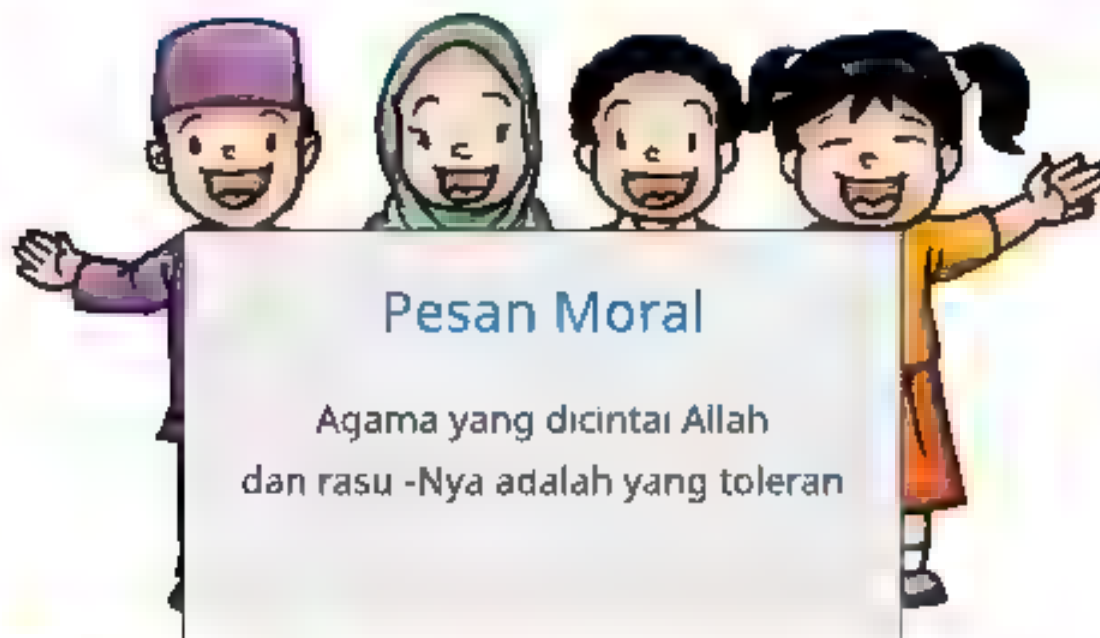 Pesan Moral
Agama yang dicintai Allah
dan rasu -Nya adalah yang toleran